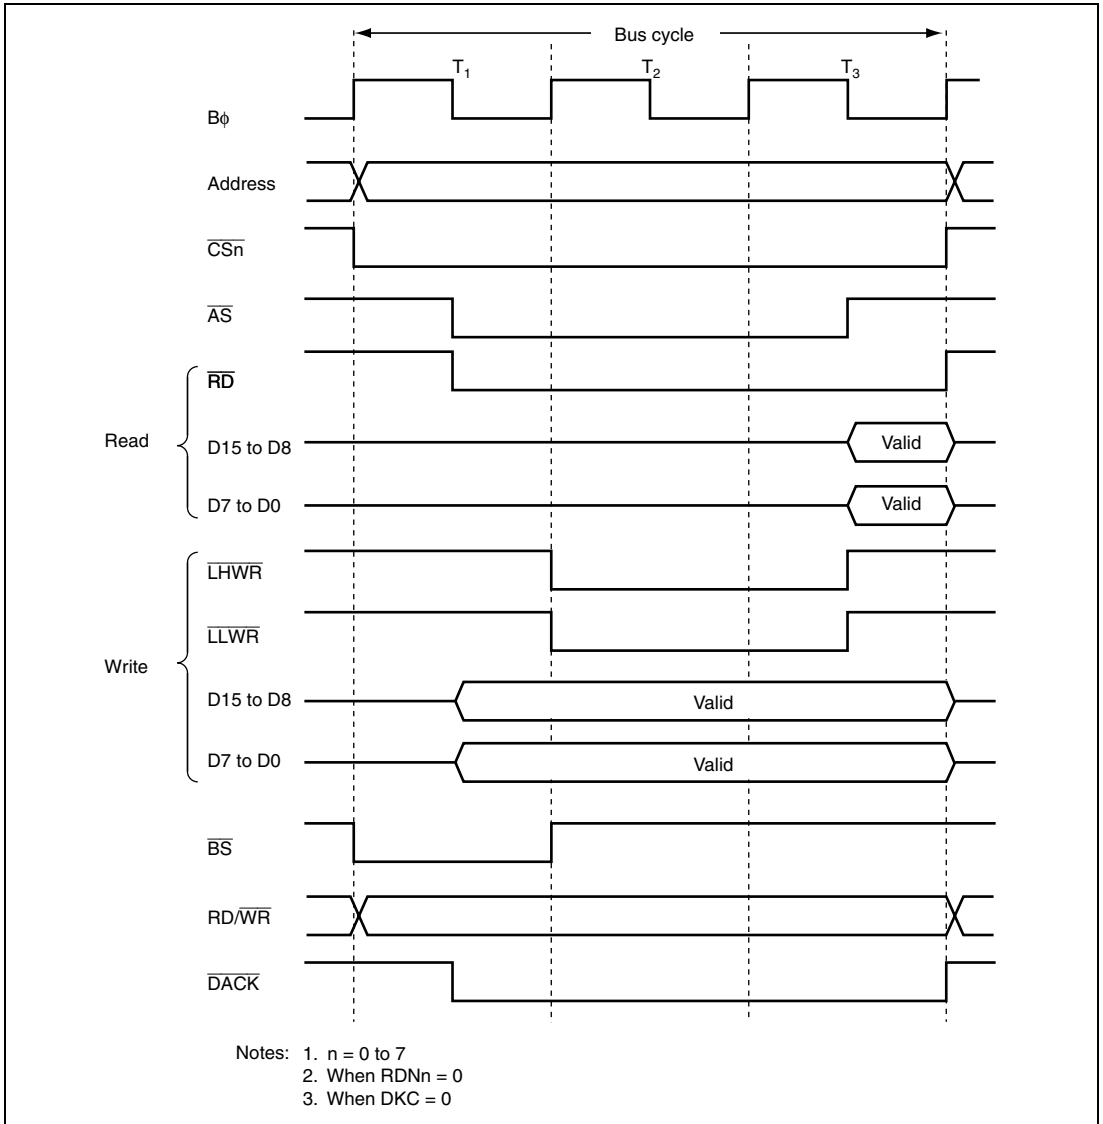 Bus cycle
T1 T2 T3
Bφ
Address
CSn
AS
RD
Read
D15 to D8 Valid
D7 to D0 Valid
LHWR
LLWR
Write
D15 to D8 Valid
D7 to D0 Valid
BS
RD/WR
DACK
Notes: 1. n = 0 to 7
2. When RDNn = 0
3. When DKC = 0